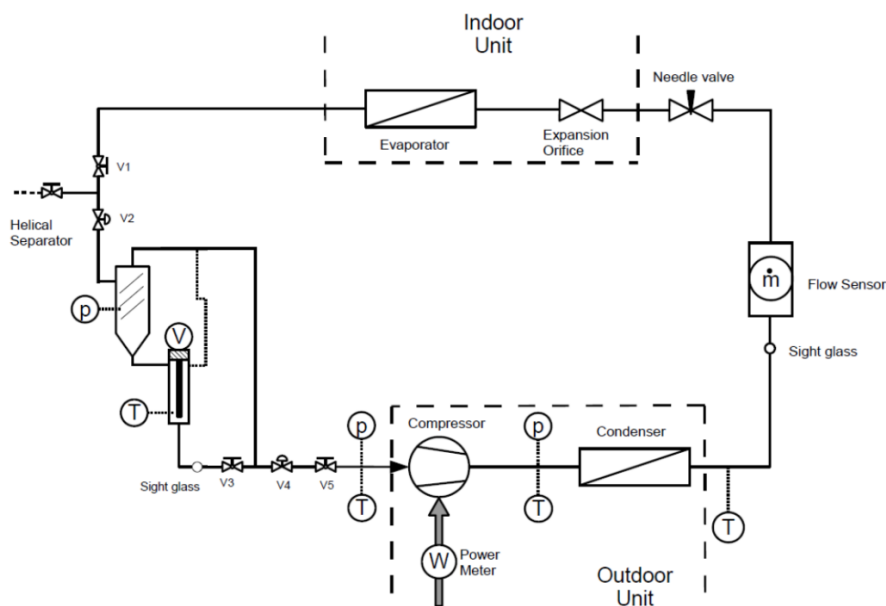 Indoor
Unit
Needle valve
Evaporator
Expansion
Orifice
V1
Helical
Separator
V2
p
V
T
ṁ
Flow Sensor
Sight glass
Sight glass
V3
V4
V5
p
T
Compressor
p
T
Condenser
T
W
Power
Meter
Outdoor
Unit